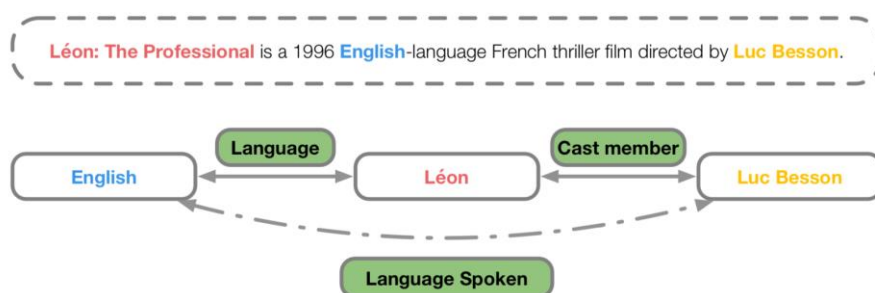 Léon: The Professional is a 1996 English-language French thriller film directed by Luc Besson.
Language
Cast member
English
Léon
Luc Besson
Language Spoken